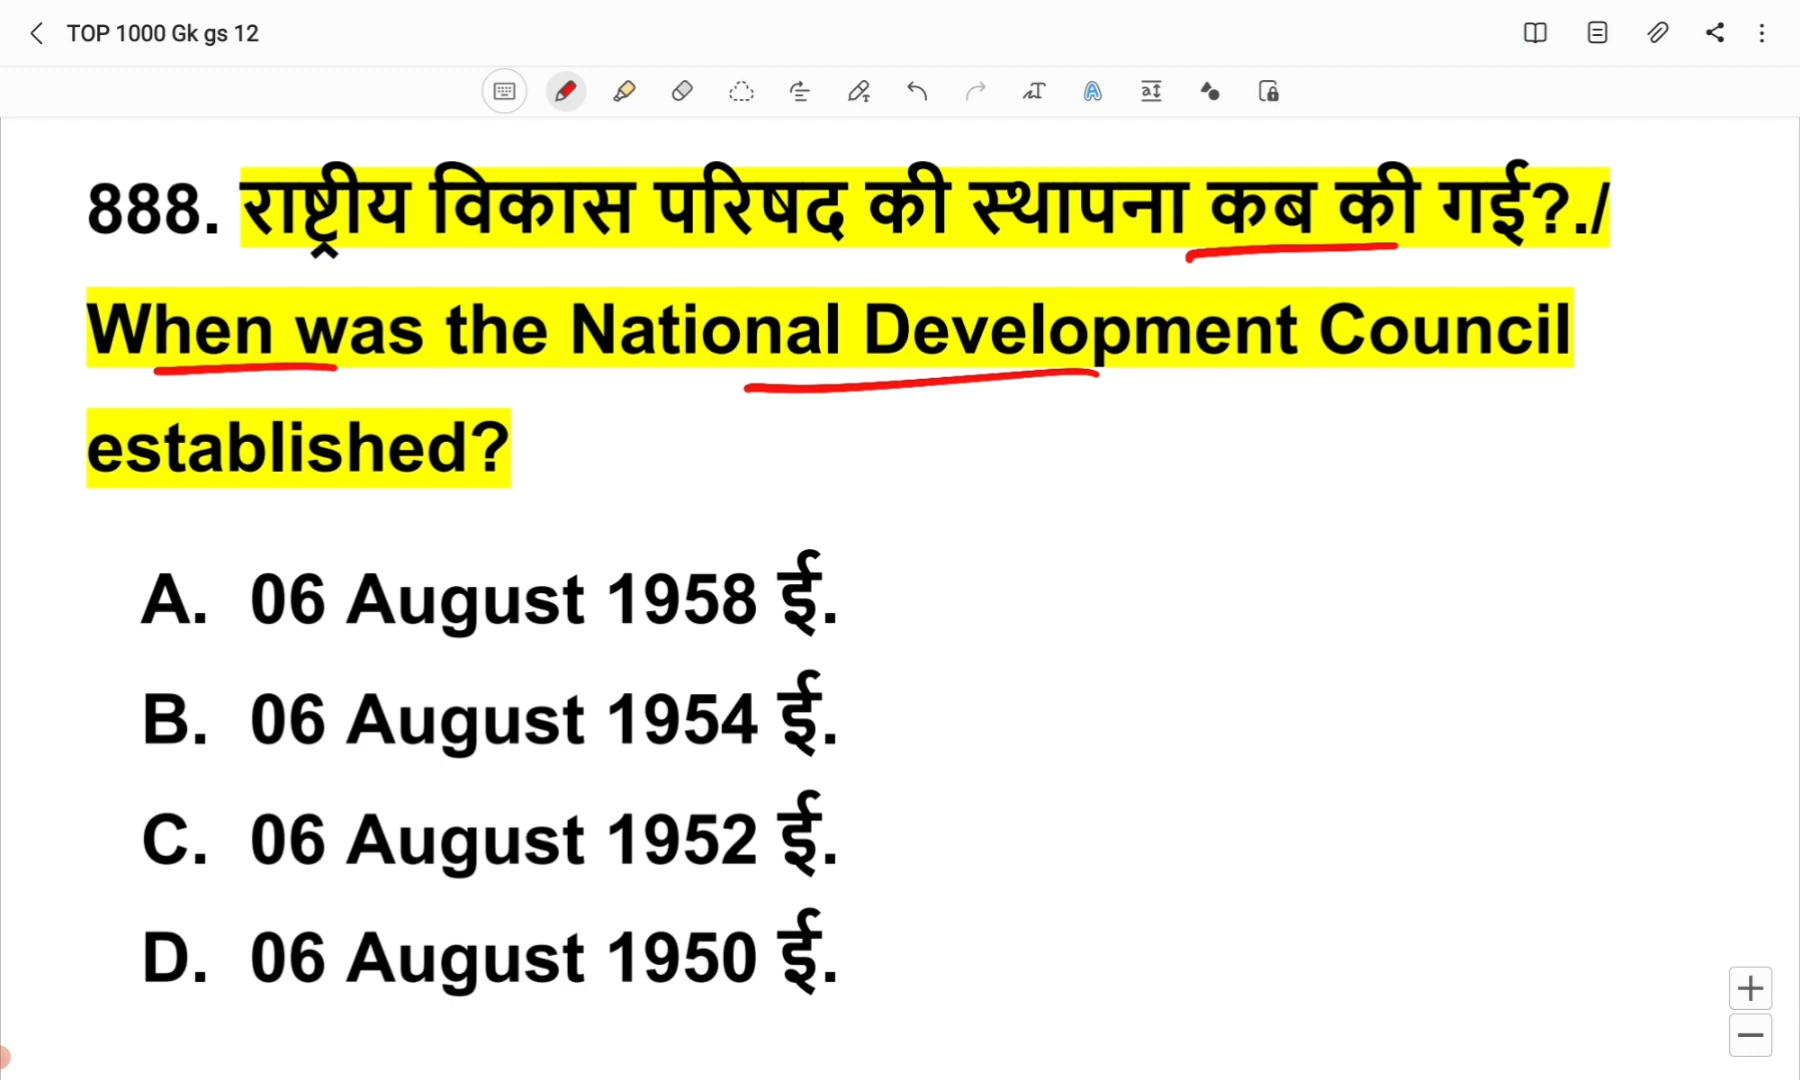 TOP 1000 Gk gs 12
888. राष्ट्रीय विकास परिषद की स्थापना कब की गई?./
When was the National Development Council
established?
A. 06 August 1958 ई.
B. 06 August 1954 ई.
C. 06 August 1952 ई.
D. 06 August 1950 ई.